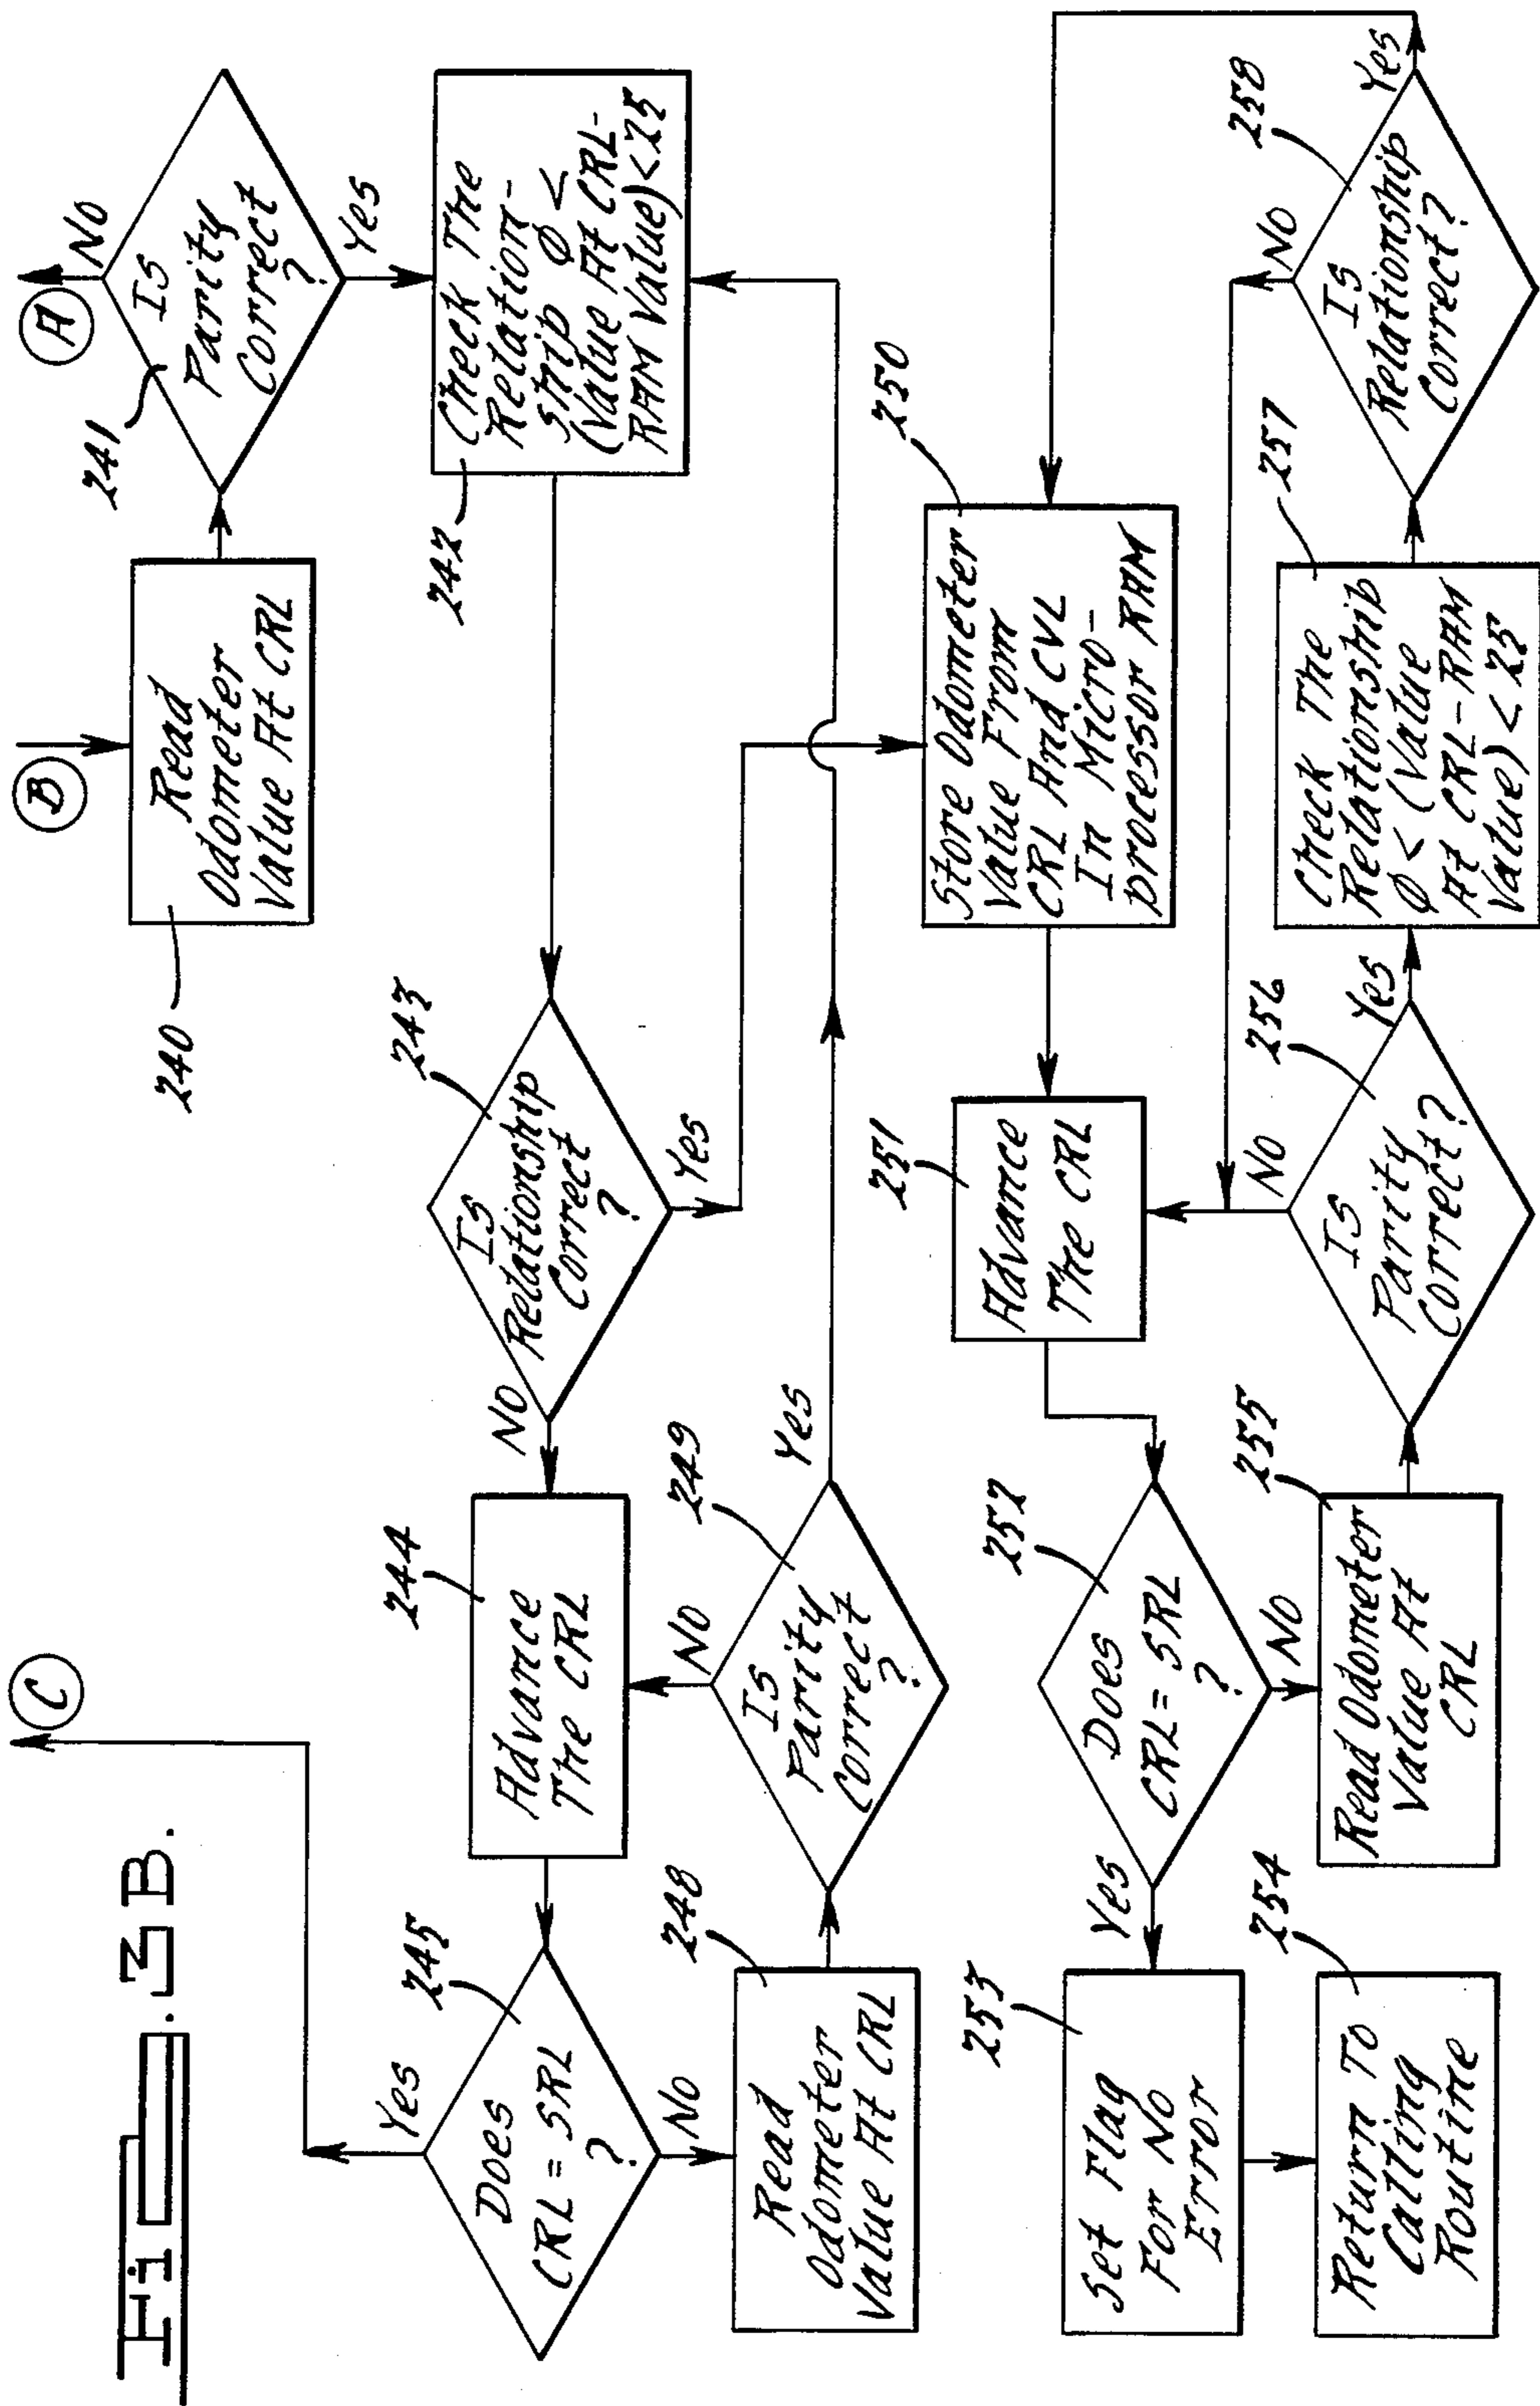 Fig. 3B.
C
B
A
240
Read
Odometer
Value At CRL
241
Is
Parity
Correct
?
No
Yes
242
Check The
Relation-
ship Ø <
(Value At CRL-
RAM Value) < 25
243
Is
Relationship
Correct
?
No
Yes
244
Advance
The CRL
245
Does
CRL = SRL
?
Yes
No
248
Read
Odometer
Value At CRL
249
Is
Parity
Correct
?
No
Yes
250
Store Odometer
Value From
CRL And CVL
In Micro-
processor RAM
251
Advance
The CRL
252
Does
CRL = SRL
?
Yes
No
253
Set Flag
For No
Error
254
Return To
Calling
Routine
255
Read Odometer
Value At
CRL
256
Is
Parity
Correct?
No
Yes
257
Check The
Relationship
Ø < (Value
At CRL-RAM
Value) < 25
258
Is
Relationship
Correct?
No
Yes